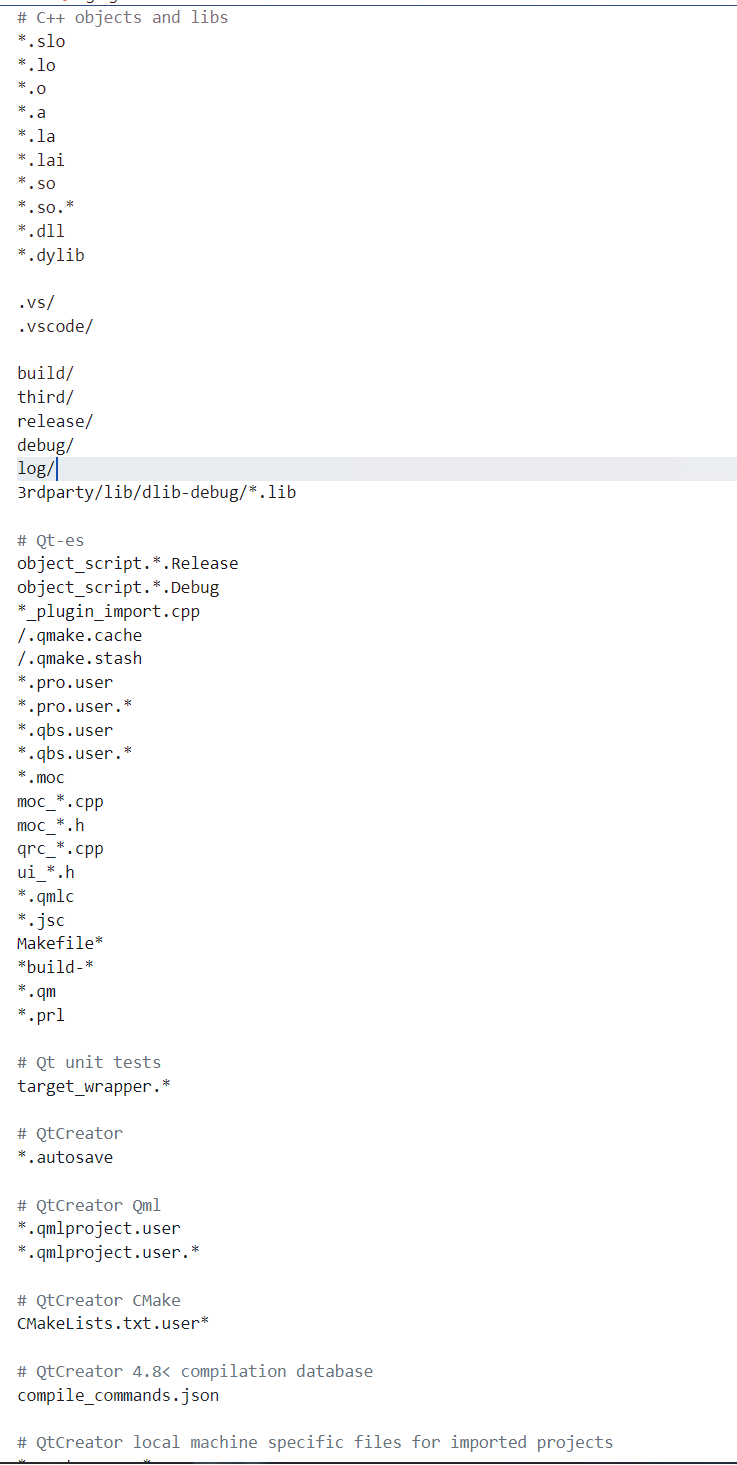 # C++ objects and libs
*.slo
*.lo
*.o
*.a
*.la
*.lai
*.so
*.so.*
*.dll
*.dylib
.vs/
.vscode/
build/
third/
release/
debug/
log/
3rdparty/lib/dlib-debug/*.lib
# Qt-es
object_script.*.Release
object_script.*.Debug
*_plugin_import.cpp
/.qmake.cache
/.qmake.stash
*.pro.user
*.pro.user.*
*.qbs.user
*.qbs.user.*
*.moc
moc_*.cpp
moc_*.h
qrc_*.cpp
ui_*.h
*.qmlc
*.jsc
Makefile*
*build-*
*.qm
*.prl
# Qt unit tests
target_wrapper.*
# QtCreator
*.autosave
# QtCreator Qml
*.qmlproject.user
*.qmlproject.user.*
# QtCreator CMake
CMakeLists.txt.user*
# QtCreator 4.8< compilation database
compile_commands.json
# QtCreator local machine specific files for imported projects